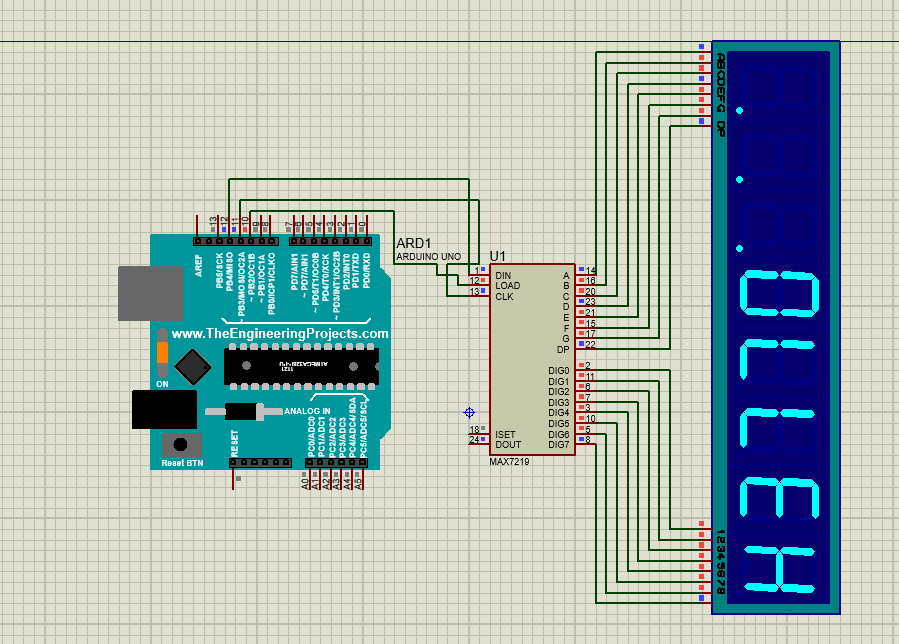 ARD1
ARDUINO UNO
13
12
11
10
9
8
7
6
5
4
3
2
1
0
AREF
PB5/SCK
PB4/MISO
~ PB3/MOSI/OC2A
~ PB2/OC1B
~ PB1/OC1A
PB0/ICP1/CLKO
PD7/AIN1
~ PD5/T1/OC0B
PD4/T0/XCK
~ PD3/INT1/OC2B
PD2/INT0
PD1/TXD
PD0/RXD
www.TheEngineeringProjects.com
1121
ON
ANALOG IN
Reset BTN
RESET
PC0/ADC0
PC1/ADC1
PC2/ADC2
PC3/ADC3
PC4/ADC4/SDA
PC5/ADC5/SCL
A0
A1
A2
A3
A4
A5
U1
1 DIN
12 LOAD
13 CLK
18 ISET
24 DOUT
A 14
B 16
C 20
D 23
E 21
F 15
G 17
DP 22
DIG0 2
DIG1 11
DIG2 6
DIG3 7
DIG4 3
DIG5 10
DIG6 5
DIG7 8
MAX7219
ABCDEFG DP
12345678
HELLO